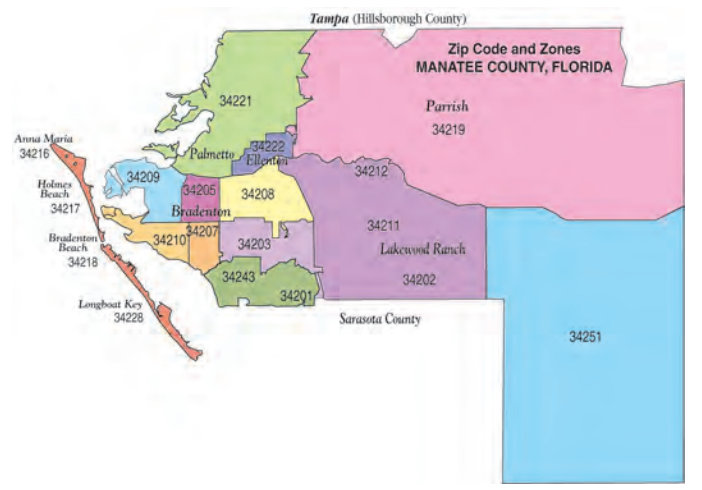 Tampa (Hillsborough County)
Zip Code and Zones
MANATEE COUNTY, FLORIDA
34221
Parrish
34219
Anna Maria
34216
34222
Palmetto
Ellenton
34212
34209
Holmes
Beach
34217
34205
34208
Bradenton
34211
Bradenton
Beach
34218
34210
34207
34203
Lakewood Ranch
34202
34243
34201
Longboat Key
34228
Sarasota County
34251